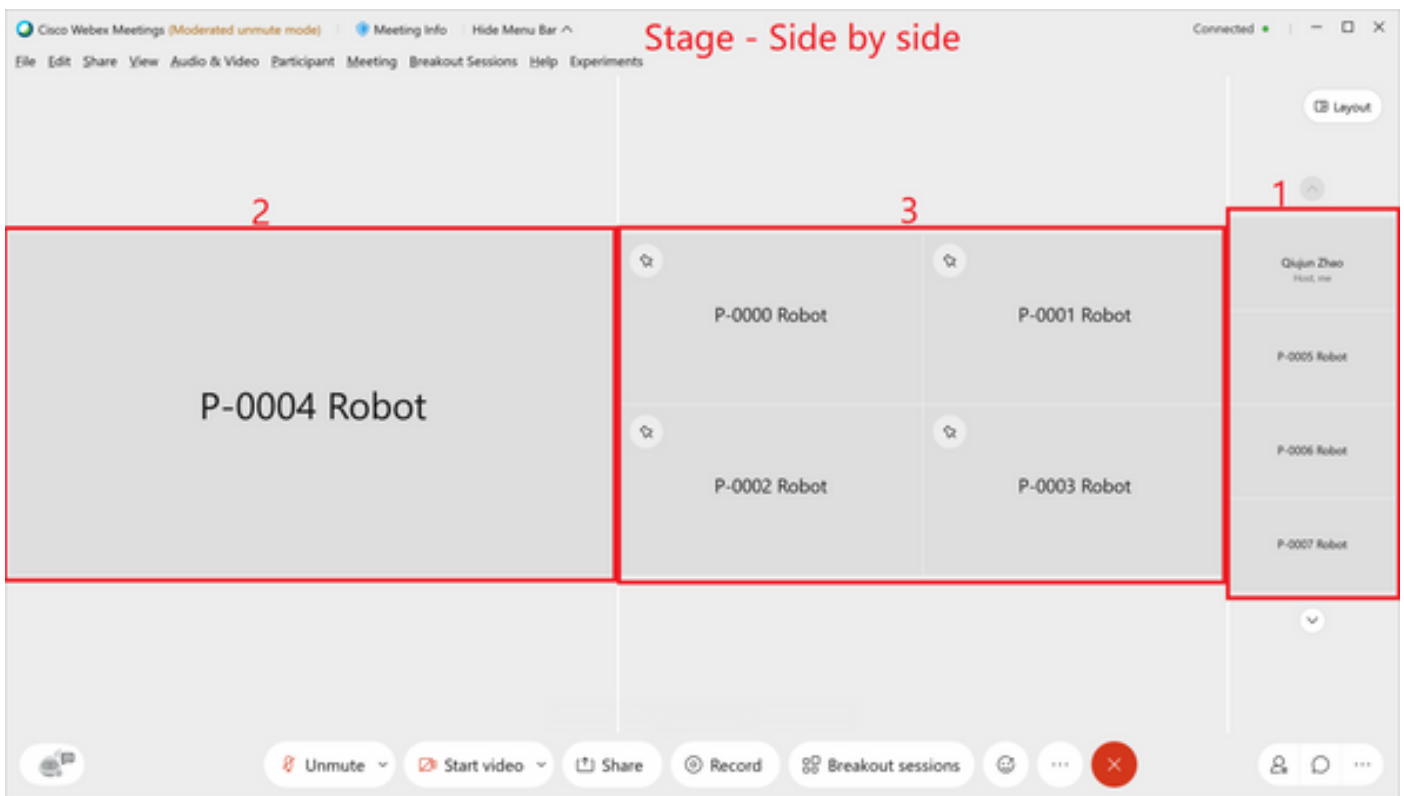 Cisco Webex Meetings (Moderated unmute mode) Meeting Info Hide Menu Bar
Stage - Side by side
Connected
File Edit Share View Audio & Video Participant Meeting Breakout Sessions Help Experiments
Layout
2
3
1
P-0004 Robot
P-0000 Robot
P-0001 Robot
P-0002 Robot
P-0003 Robot
Qiujun Zhao
Host, me
P-0005 Robot
P-0006 Robot
P-0007 Robot
Unmute Start video Share Record Breakout sessions